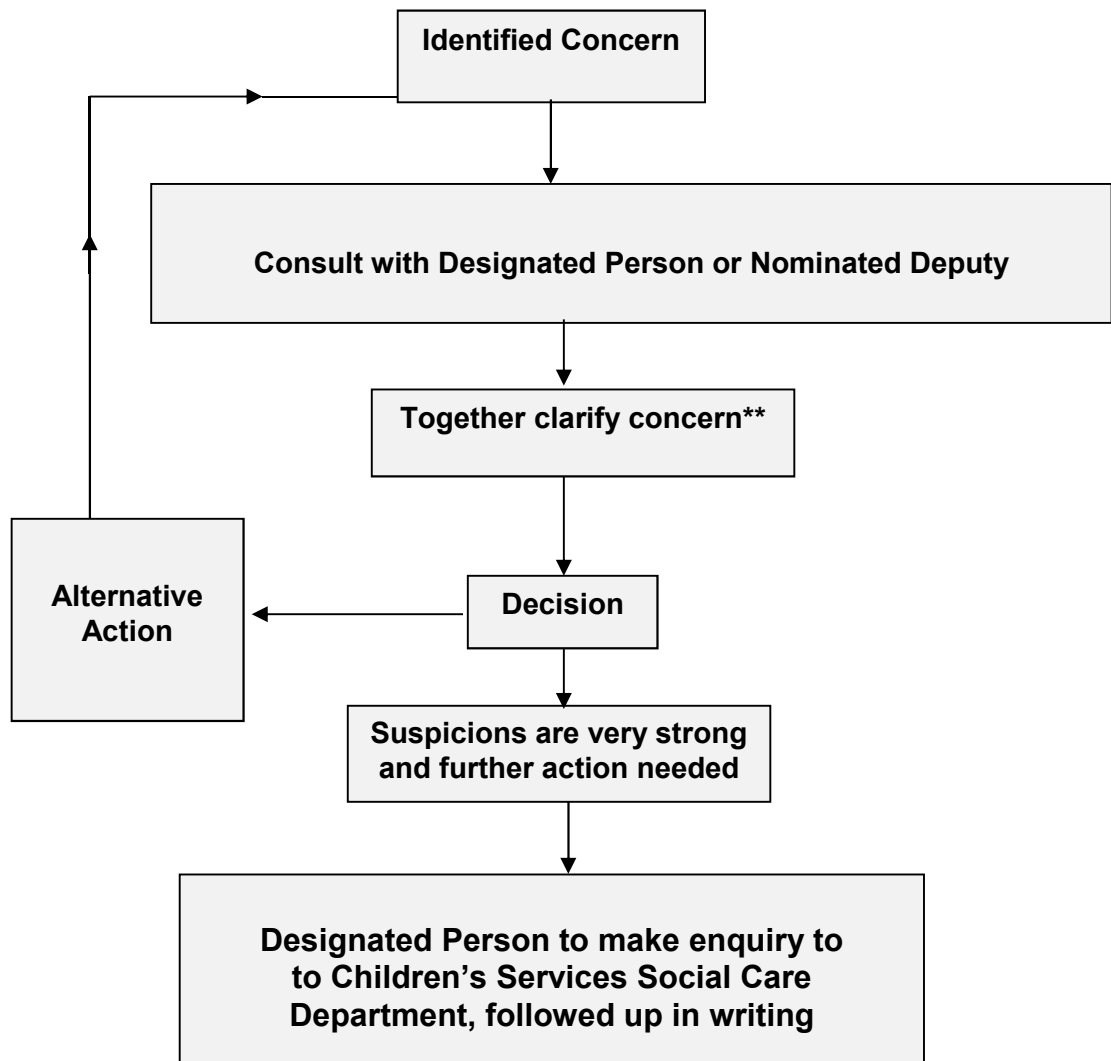 Identified Concern
Consult with Designated Person or Nominated Deputy
Together clarify concern**
Alternative
Action
Decision
Suspicions are very strong
and further action needed
Designated Person to make enquiry to
to Children’s Services Social Care
Department, followed up in writing